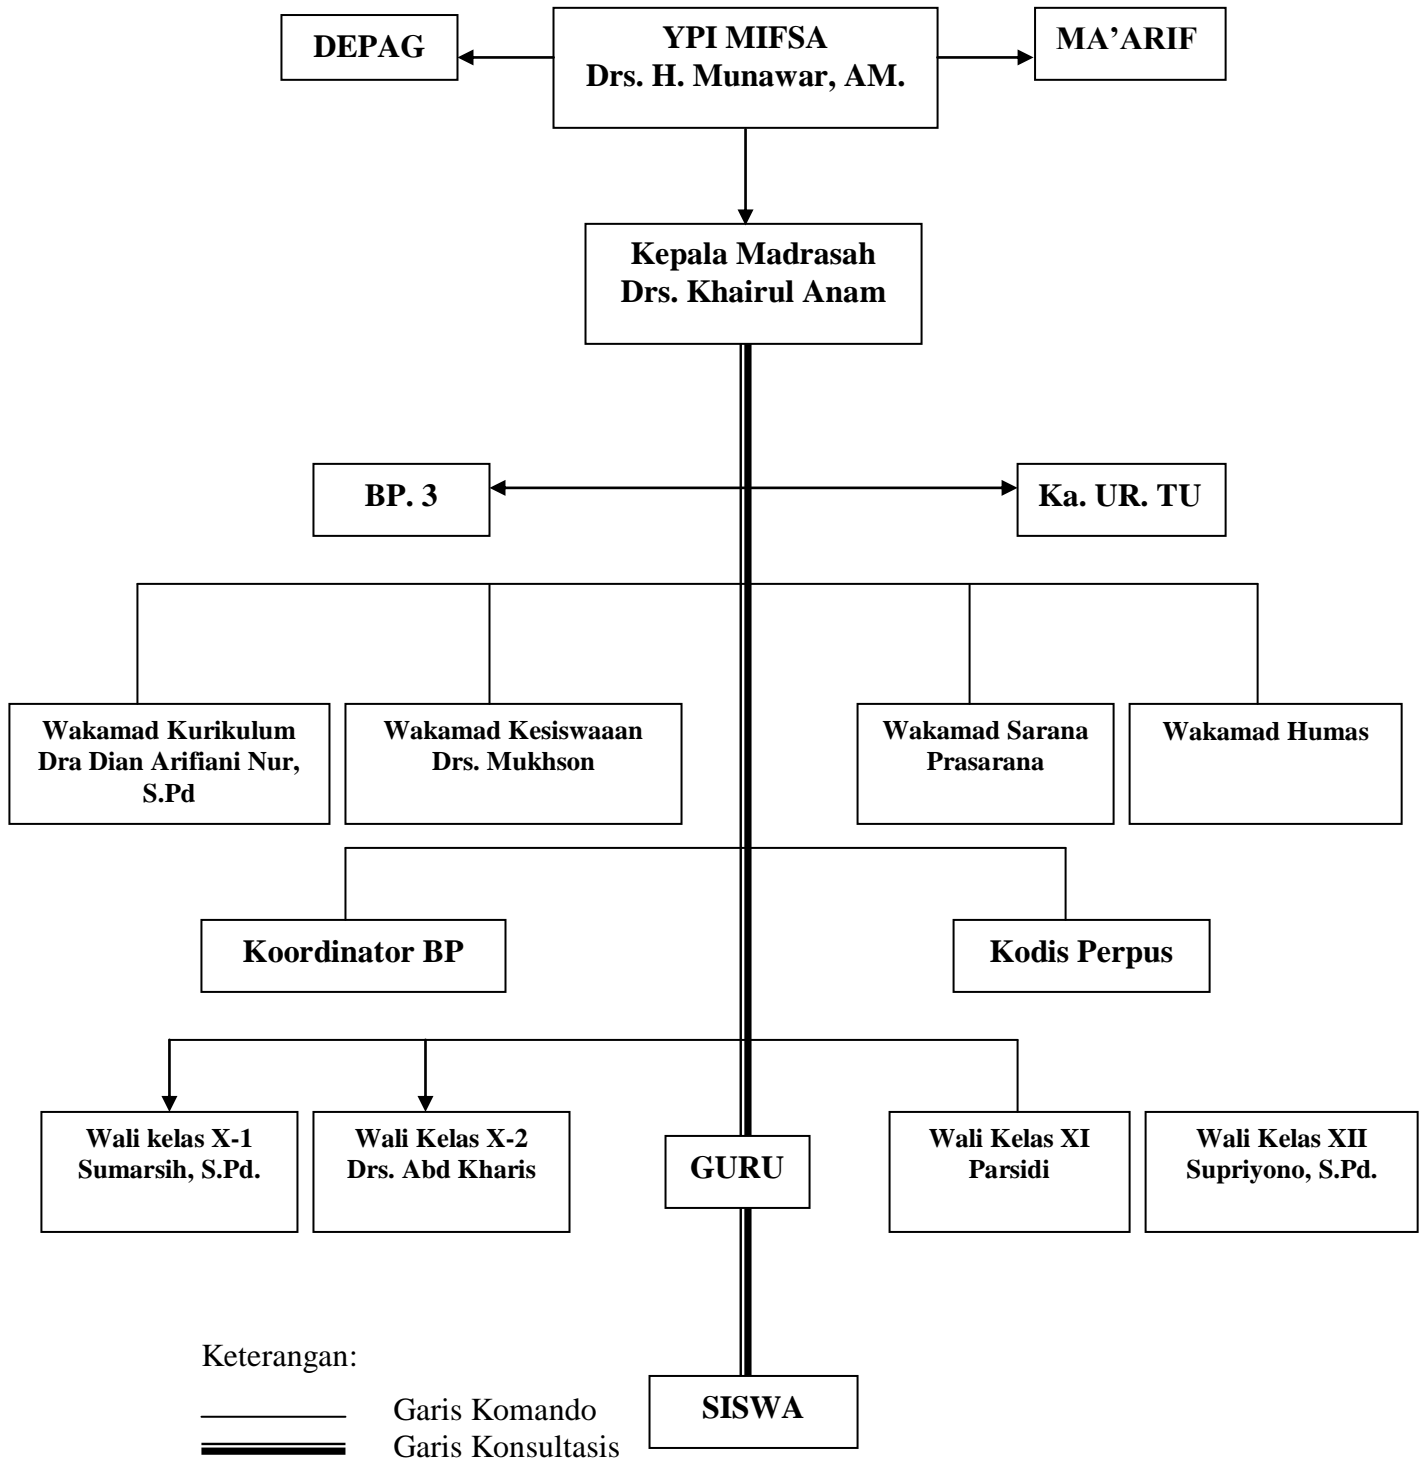 DEPAG
YPI MIFSA
Drs. H. Munawar, AM.
MA’ARIF
Kepala Madrasah
Drs. Khairul Anam
BP. 3
Ka. UR. TU
Wakamad Kurikulum
Dra Dian Arifiani Nur,
S.Pd
Wakamad Kesiswaaan
Drs. Mukhson
Wakamad Sarana
Prasarana
Wakamad Humas
Koordinator BP
Kodis Perpus
Wali kelas X-1
Sumarsih, S.Pd.
Wali Kelas X-2
Drs. Abd Kharis
GURU
Wali Kelas XI
Parsidi
Wali Kelas XII
Supriyono, S.Pd.
Keterangan:
SISWA
Garis Komando
Garis Konsultasis